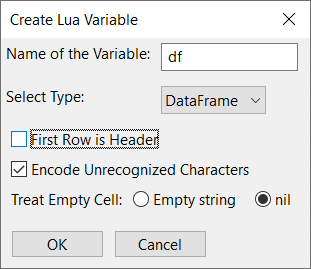 Create Lua Variable
Name of the Variable: df
Select Type: DataFrame
First Row is Header
Encode Unrecognized Characters
Treat Empty Cell: Empty string nil
OK Cancel